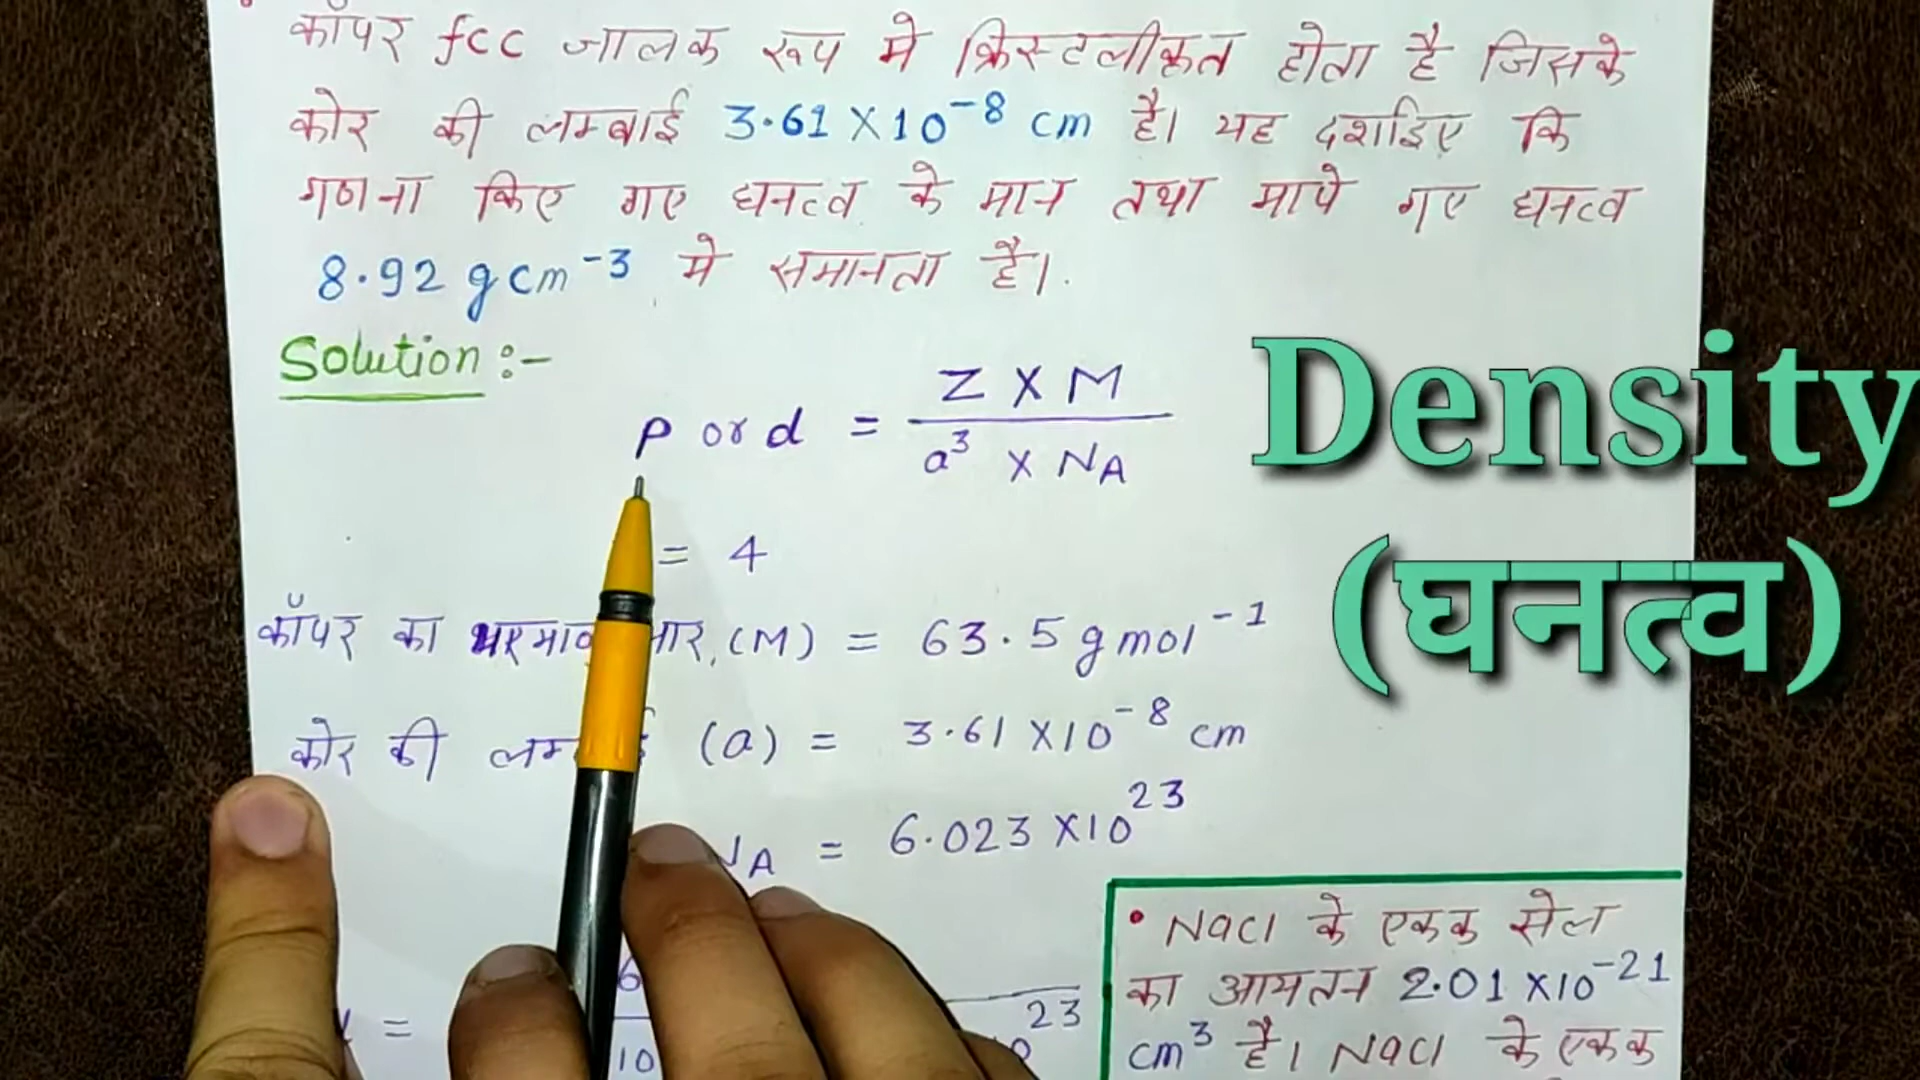 कॉपर fcc जालक रूप मे क्रिस्टलीकृत होता है जिसके
कोर की लम्बाई 3.61 X 10⁻⁸ cm है। यह दर्शाइए कि
गणना किए गए घनत्व के मान तथा मापे गए घनत्व
8.92 g cm⁻³ मे समानता है।.
Solution :-
ρ or d = Z X M / a³ X NA
= 4
कॉपर का (M) = 63.5 g mol⁻¹
कोर की (a) = 3.61 X 10⁻⁸ cm
NA = 6.023 X 10²³
Density
(घनत्व)
• NaCl के एकक सेल
का आयतन 2.01 X 10⁻²¹
cm³ है। NaCl के एकक